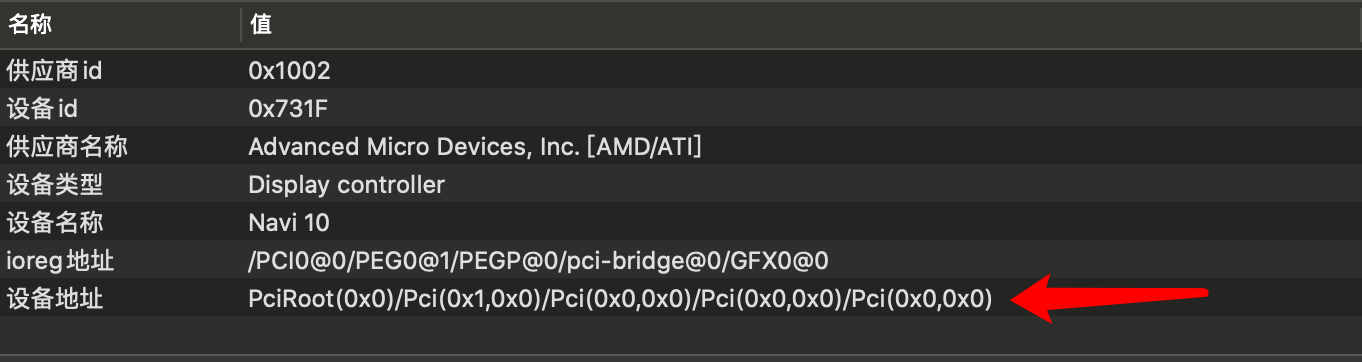 名称 值
供应商id 0x1002
设备id 0x731F
供应商名称 Advanced Micro Devices, Inc. [AMD/ATI]
设备类型 Display controller
设备名称 Navi 10
ioreg地址 /PCI0@0/PEG0@1/PEGP@0/pci-bridge@0/GFX0@0
设备地址 PciRoot(0x0)/Pci(0x1,0x0)/Pci(0x0,0x0)/Pci(0x0,0x0)/Pci(0x0,0x0)